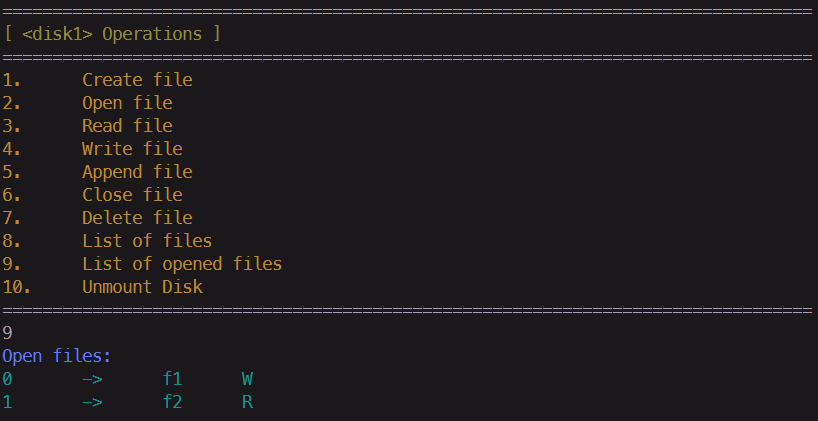 =================================================================================
[ <disk1> Operations ]
=================================================================================
1. Create file
2. Open file
3. Read file
4. Write file
5. Append file
6. Close file
7. Delete file
8. List of files
9. List of opened files
10. Unmount Disk
=================================================================================
9
Open files:
0 -> f1 W
1 -> f2 R